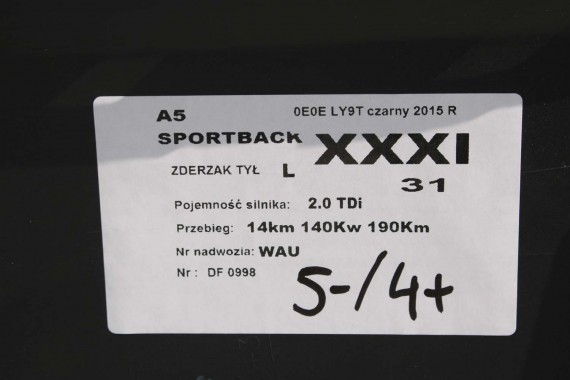 A5 0E0E LY9T czarny 2015 R
SPORTBACK XXXI
ZDERZAK TYŁ L 31
Pojemność silnika: 2.0 TDi
Przebieg: 14km 140Kw 190Km
Nr nadwozia: WAU
Nr : DF 0998
5-/4+